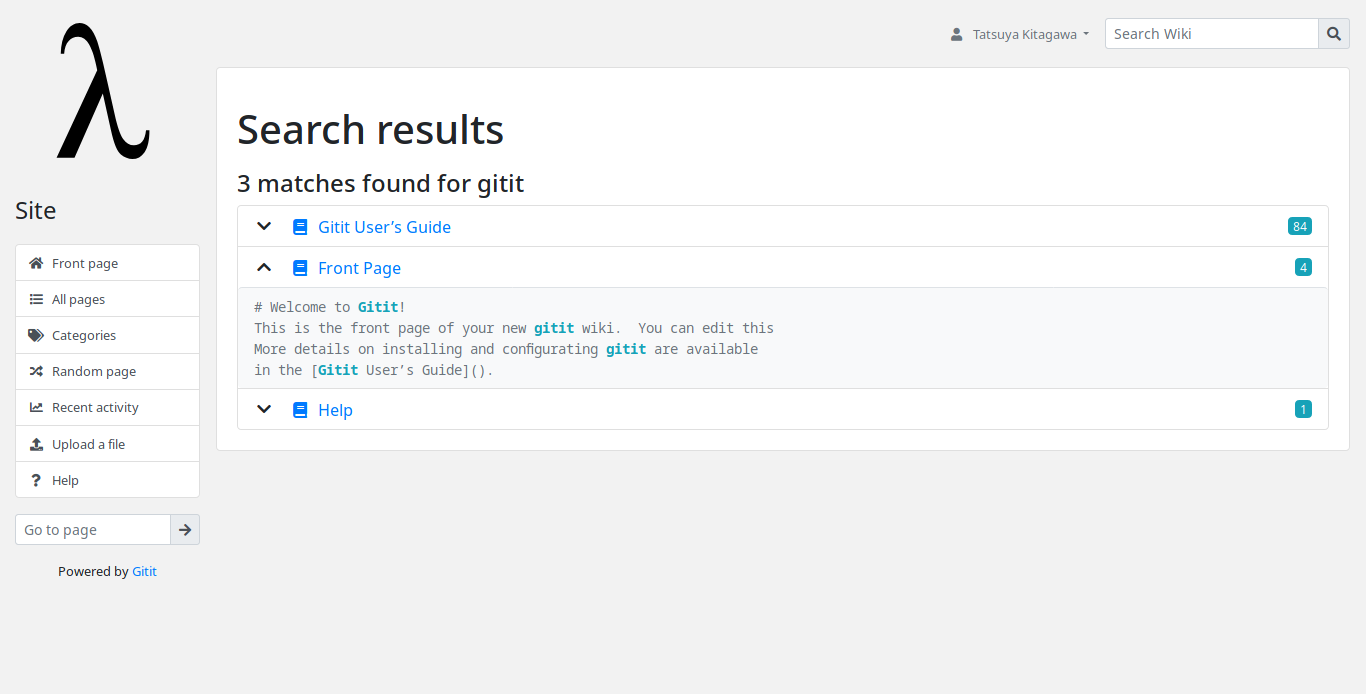 λ
Tatsuya Kitagawa
Search Wiki
Site
Front page
All pages
Categories
Random page
Recent activity
Upload a file
? Help
Go to page
Powered by Gitit
Search results
3 matches found for gitit
Gitit User’s Guide 84
Front Page 4
# Welcome to Gitit!
This is the front page of your new gitit wiki.  You can edit this
More details on installing and configurating gitit are available
in the [Gitit User’s Guide]().
Help 1